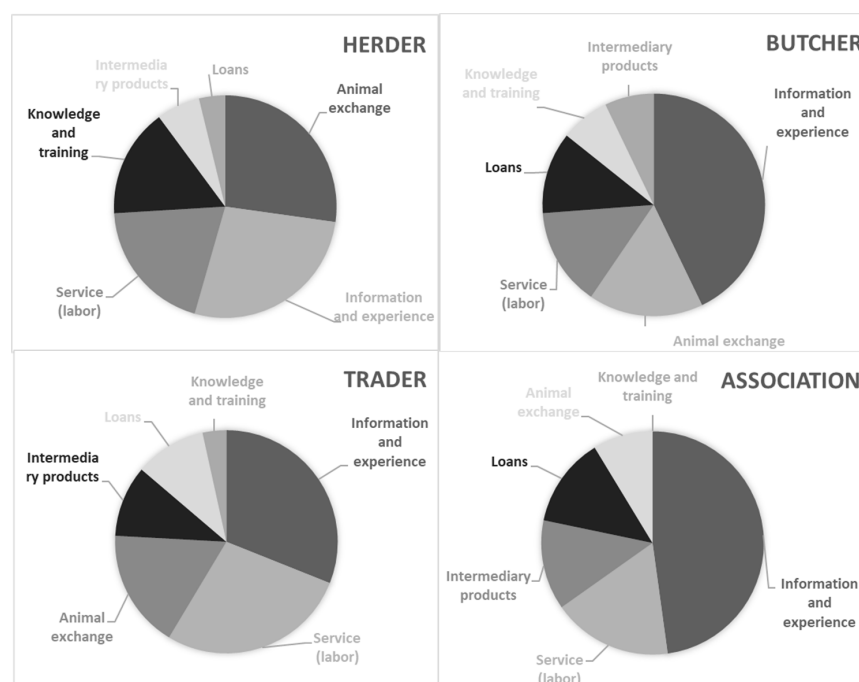 HERDER
Intermedia
ry products
Loans
Animal
exchange
Knowledge
and
training
Service
(labor)
Information
and experience
BUTCHER
Intermediary
products
Knowledge
and training
Information
and
experience
Loans
Service
(labor)
Animal exchange
TRADER
Knowledge
and training
Loans
Information
and
experience
Intermedia
ry products
Animal
exchange
Service
(labor)
ASSOCIATION
Knowledge and
training
Animal
exchange
Loans
Intermediary
products
Information
and
experience
Service
(labor)